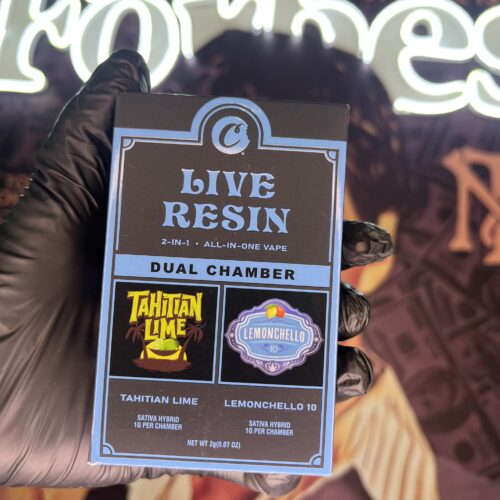 Forbes
C
LIVE
RESIN
2-IN-1 • ALL-IN-ONE VAPE
DUAL CHAMBER
TAHITIAN
LIME
LEMONCHELLO
10
TAHITIAN LIME
SATIVA HYBRID
1G PER CHAMBER
LEMONCHELLO 10
SATIVA HYBRID
1G PER CHAMBER
NET WT 2g(0.07 OZ)